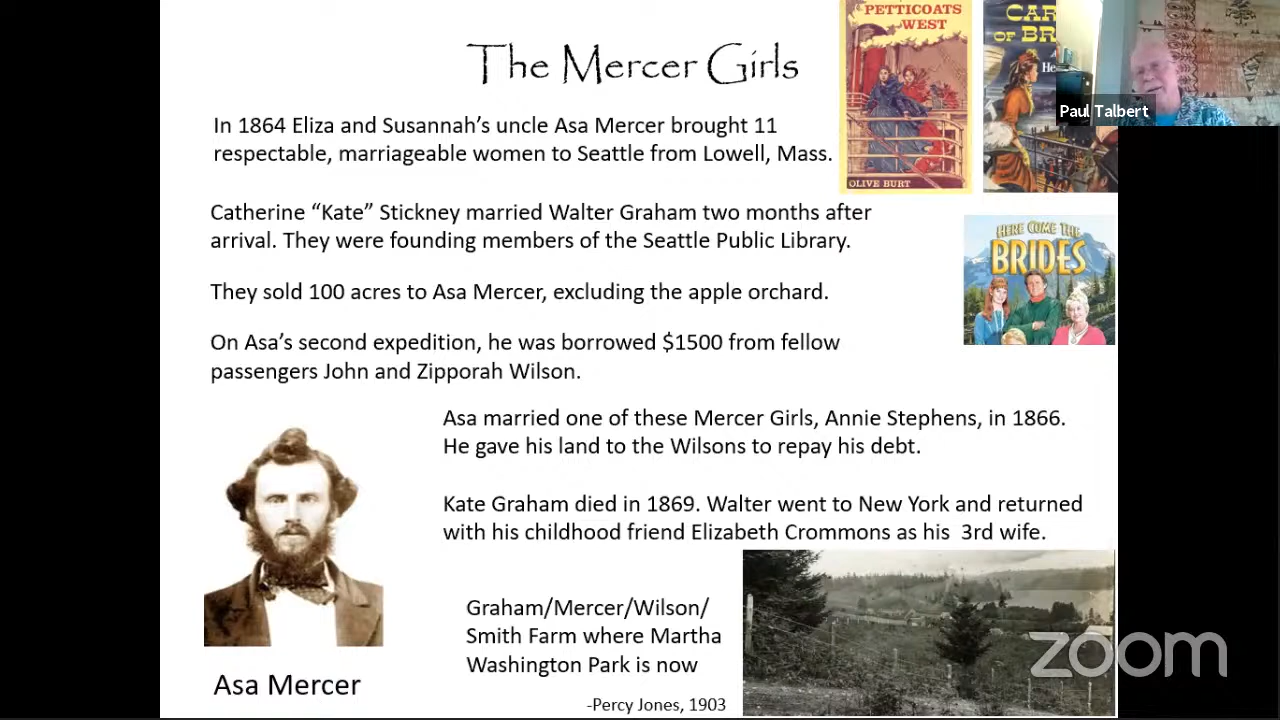 The Mercer Girls
In 1864 Eliza and Susannah's uncle Asa Mercer brought 11
respectable, marriageable women to Seattle from Lowell, Mass.
Catherine “Kate” Stickney married Walter Graham two months after
arrival. They were founding members of the Seattle Public Library.
They sold 100 acres to Asa Mercer, excluding the apple orchard.
On Asa's second expedition, he was borrowed $1500 from fellow
passengers John and Zipporah Wilson.
Asa married one of these Mercer Girls, Annie Stephens, in 1866.
He gave his land to the Wilsons to repay his debt.
Kate Graham died in 1869. Walter went to New York and returned
with his childhood friend Elizabeth Crommons as his  3rd wife.
Graham/Mercer/Wilson/
Smith Farm where Martha
Washington Park is now
-Percy Jones, 1903
Asa Mercer
PETTICOATS
WEST
OLIVE BURT
CAR
OF BR
He
Paul Talbert
HERE COME THE
BRIDES
zoom